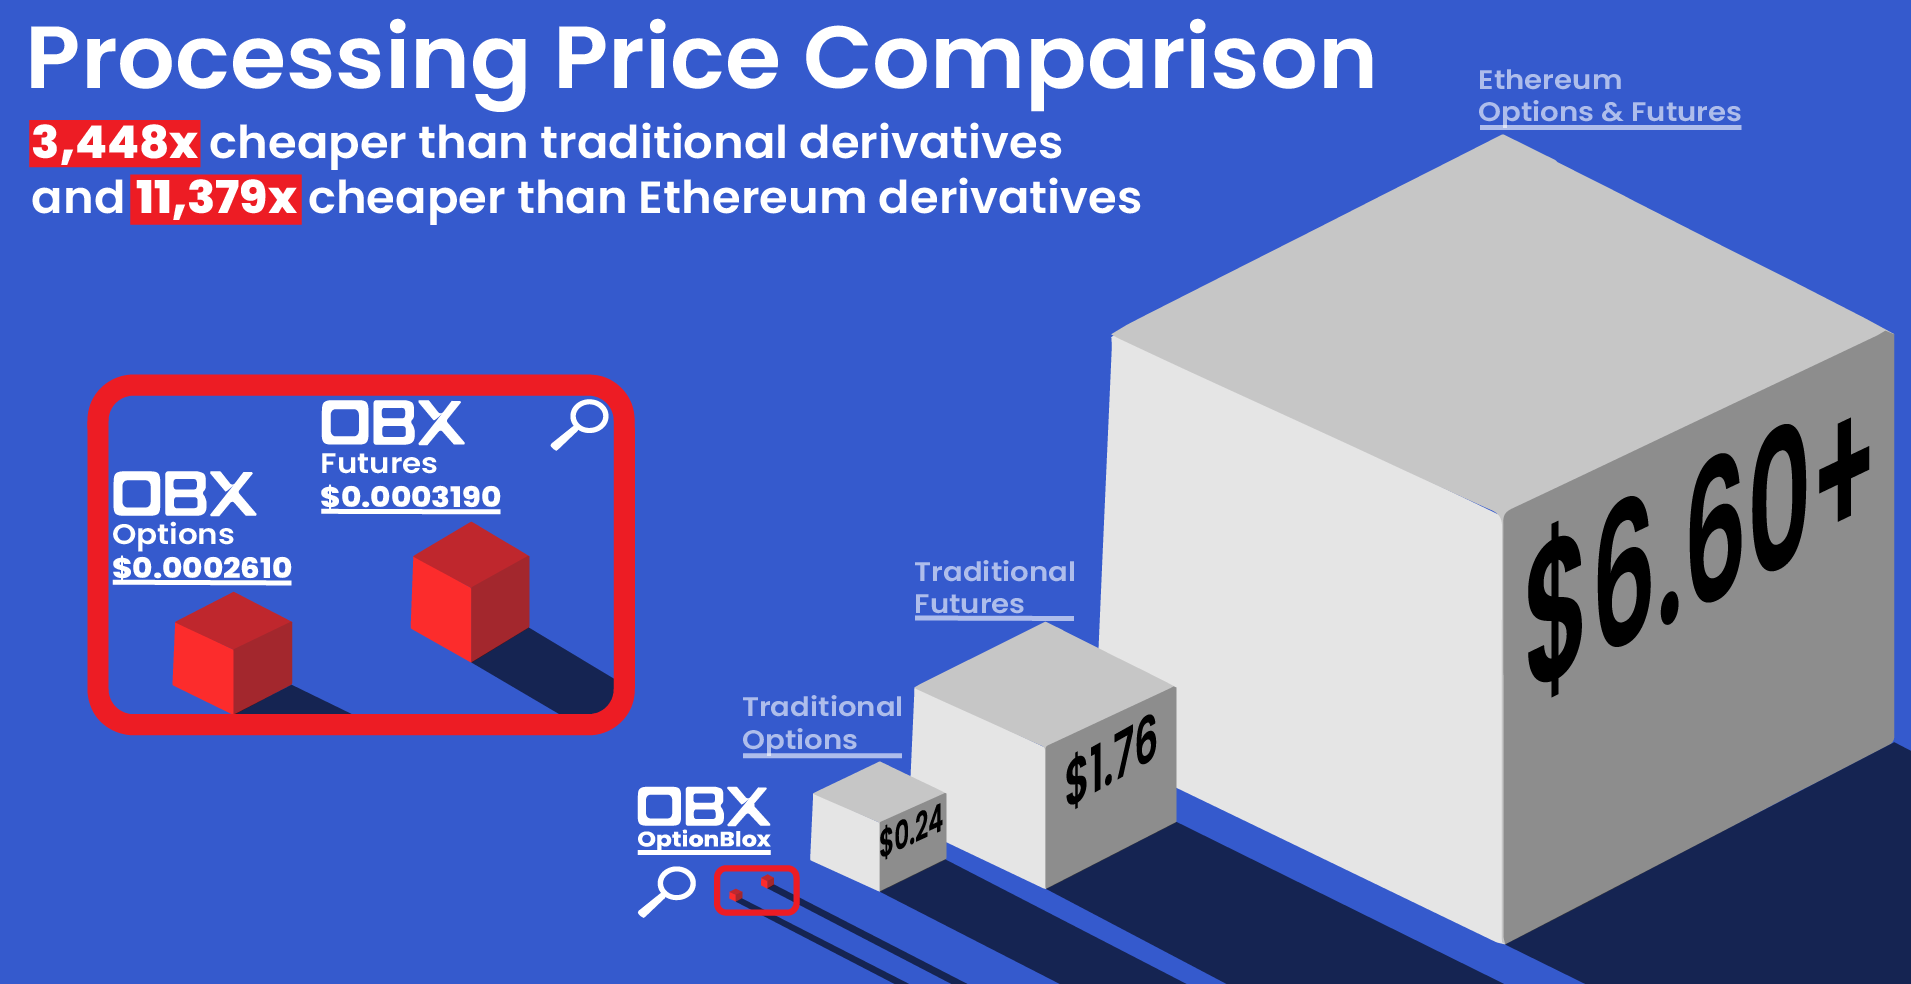 Processing Price Comparison
3,448x cheaper than traditional derivatives
and 11,379x cheaper than Ethereum derivatives
Ethereum
Options & Futures
$6.60+
OBX
Futures
$0.0003190
OBX
Options
$0.0002610
Traditional
Futures
$1.76
Traditional
Options
$0.24
OBX
OptionBlox